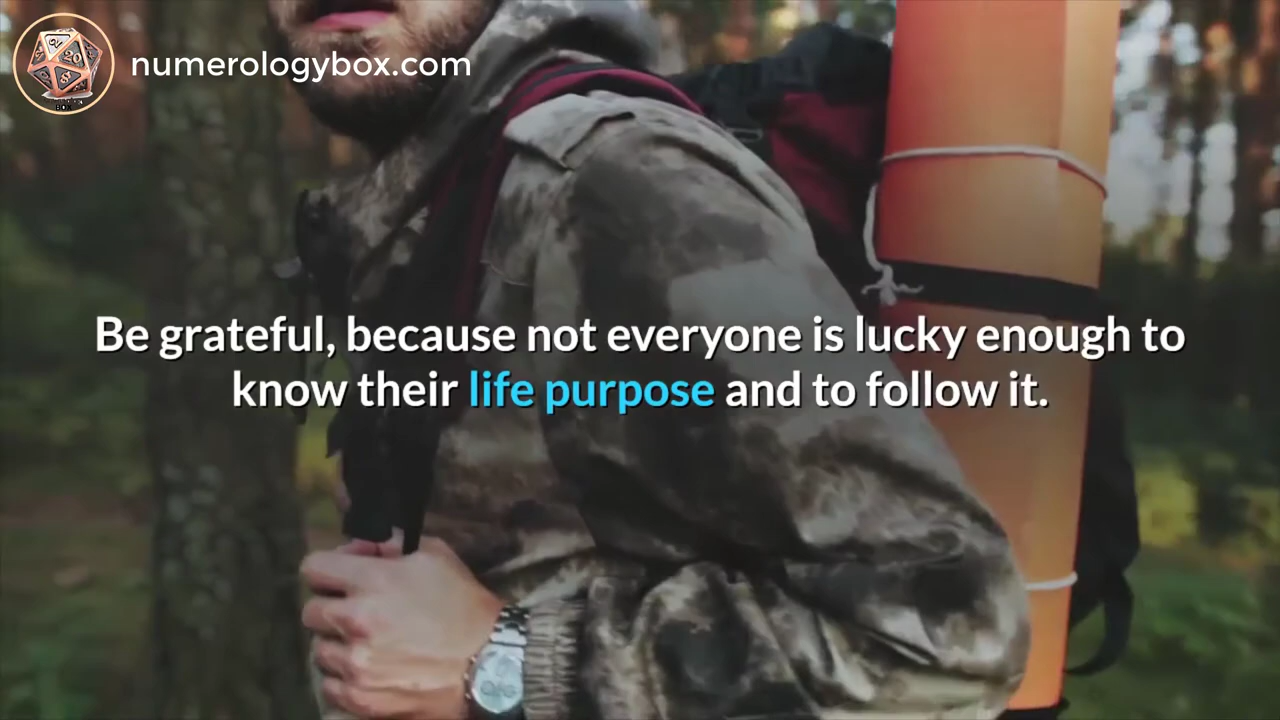 numerologybox.com
Be grateful, because not everyone is lucky enough to
know their life purpose and to follow it.